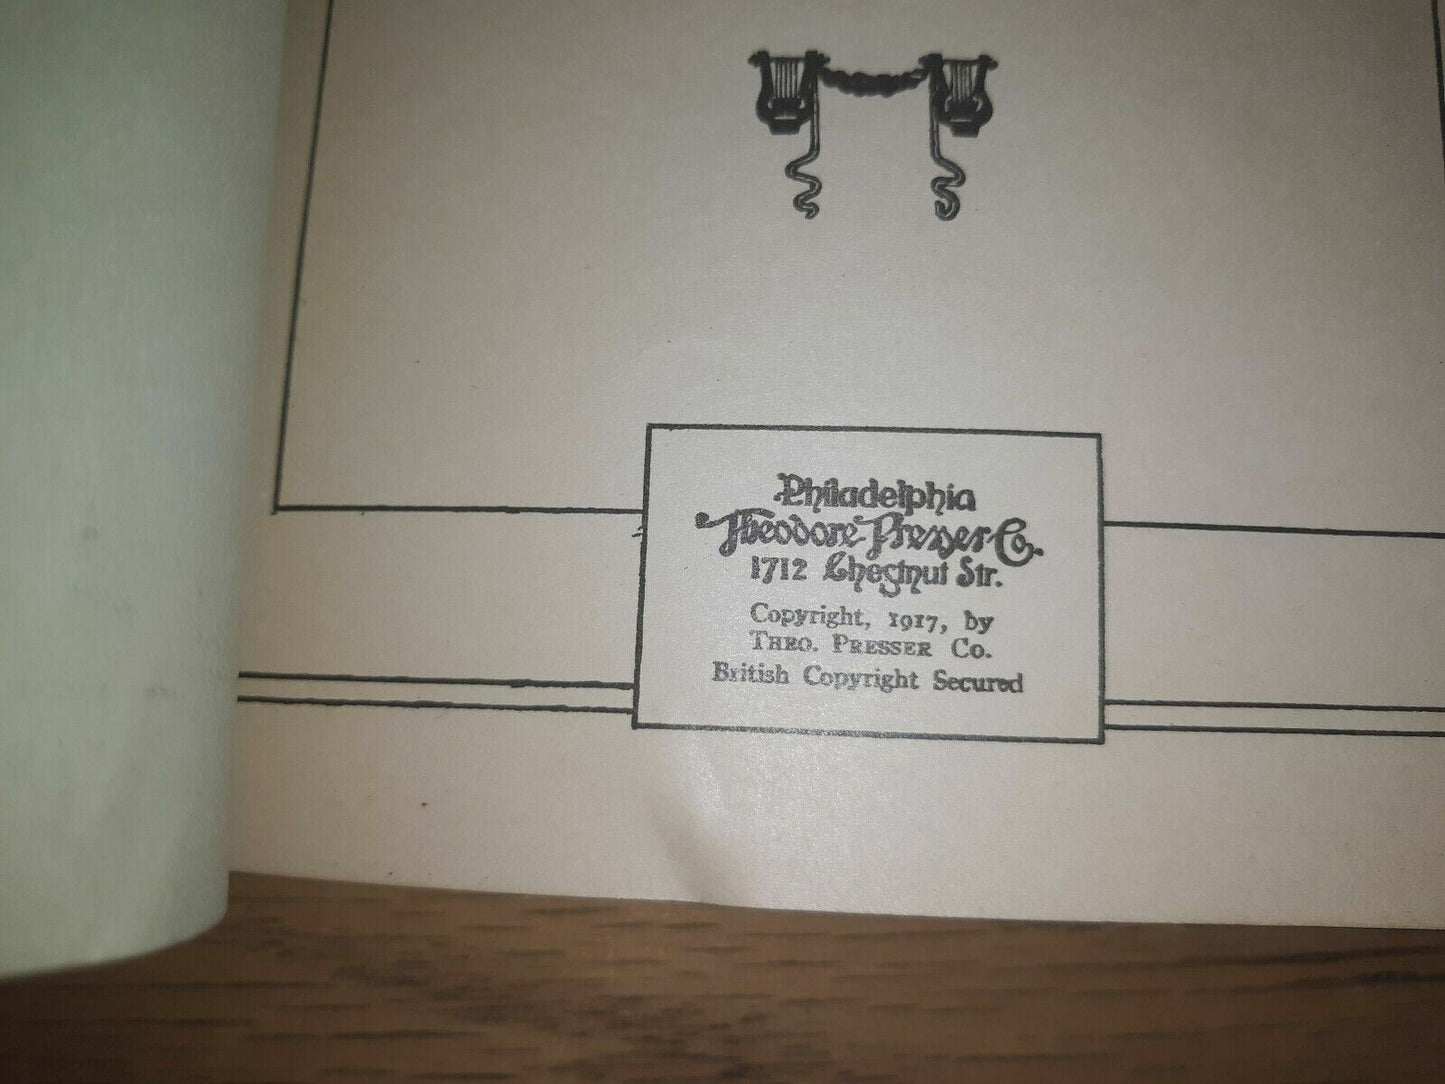 Philadelphia
Theodore Presser Co.
1712 Chestnut Str.
Copyright, 1917, by
THEO. PRESSER Co.
British Copyright Secured